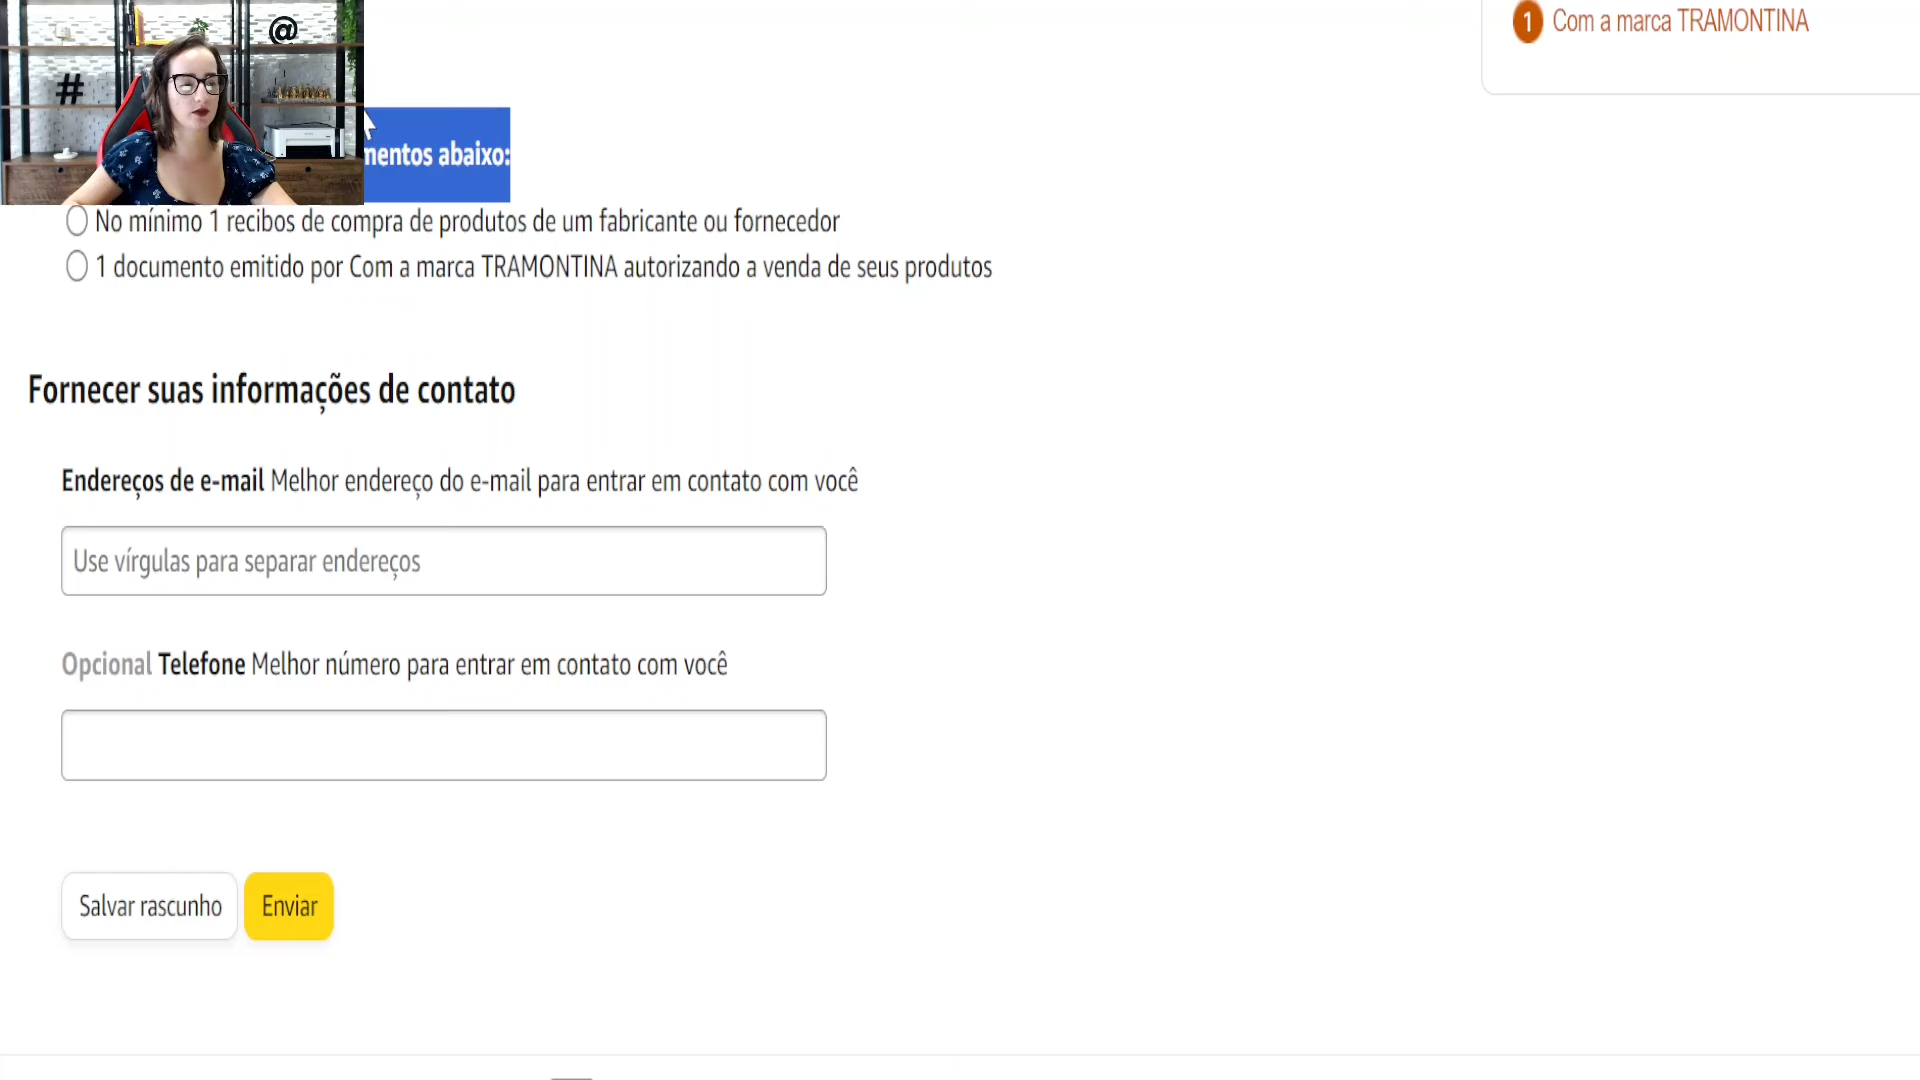 1 Com a marca TRAMONTINA
@
#
mentos abaixo:
No mínimo 1 recibos de compra de produtos de um fabricante ou fornecedor
1 documento emitido por Com a marca TRAMONTINA autorizando a venda de seus produtos
Fornecer suas informações de contato
Endereços de e-mail Melhor endereço do e-mail para entrar em contato com você
Use vírgulas para separar endereços
Opcional Telefone Melhor número para entrar em contato com você
Salvar rascunho
Enviar